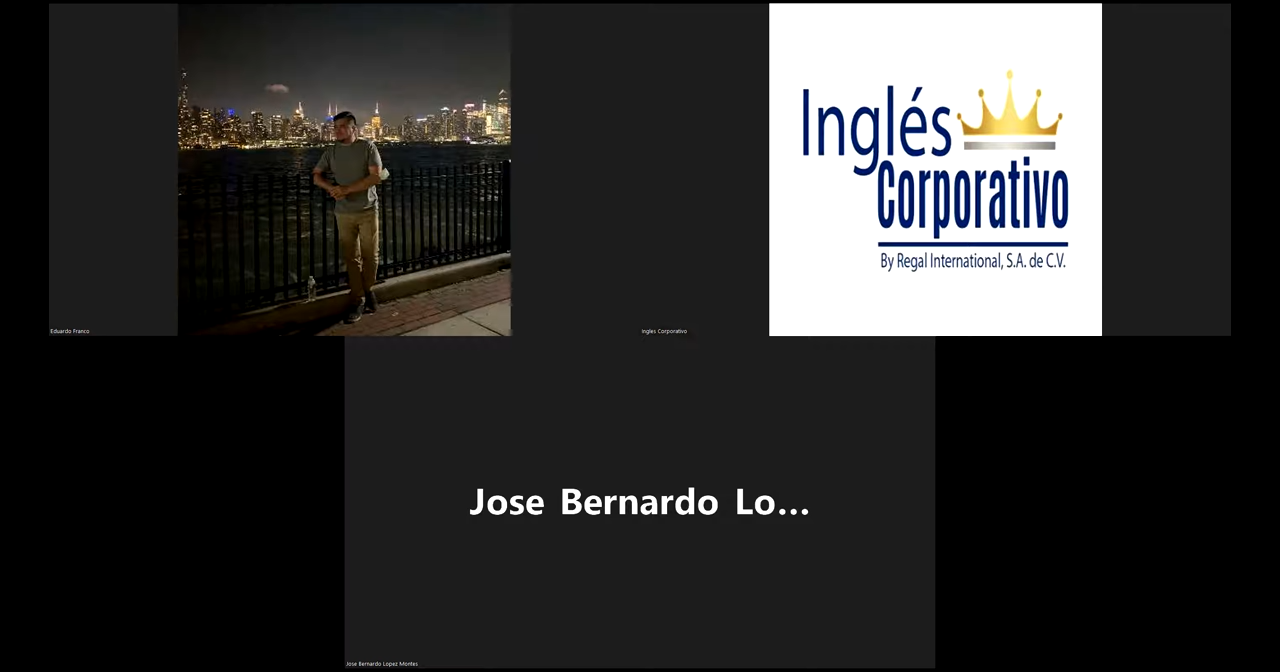 Inglés
Corporativo
By Regal International, S.A. de C.V.
Eduardo Franco
Ingles Corporativo
Jose Bernardo Lo...
Jose Bernardo Lopez Montes